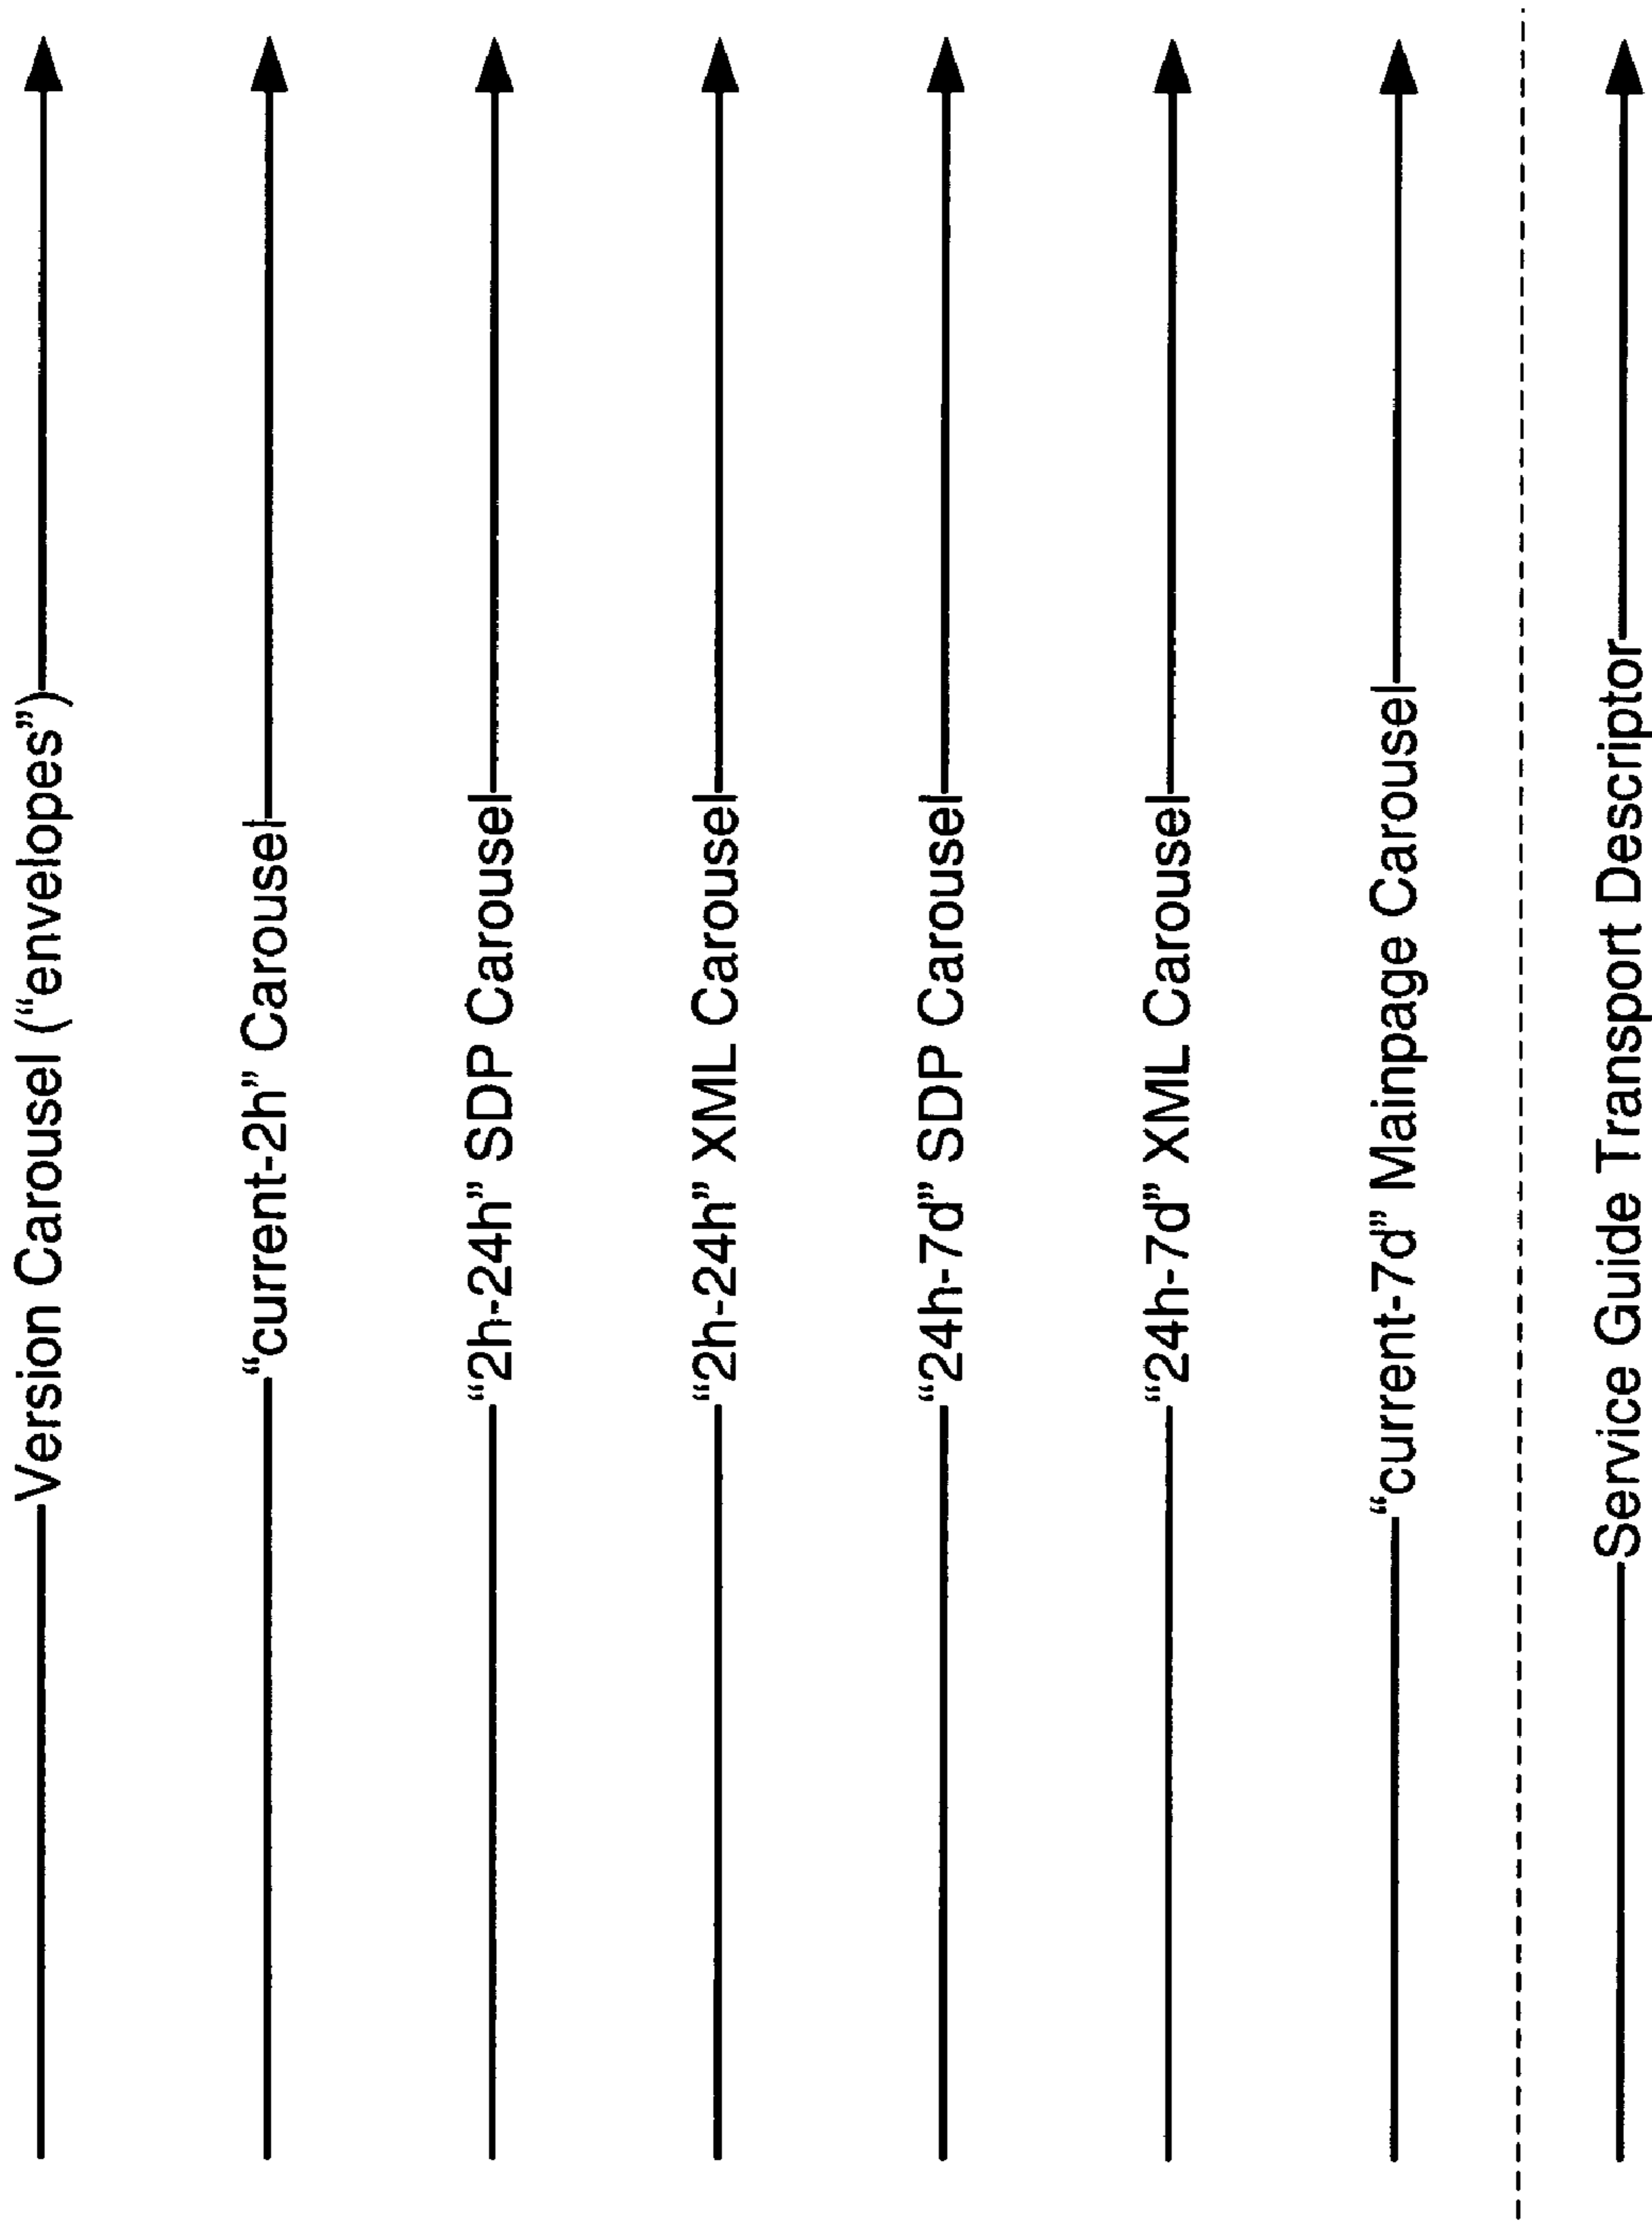 Version Carousel (“envelopes”)
“current-2h” Carousel
“2h-24h” SDP Carousel
“2h-24h” XML Carousel
“24h-7d” SDP Carousel
“24h-7d” XML Carousel
“current-7d” Mainpage Carousel
Service Guide Transport Descriptor